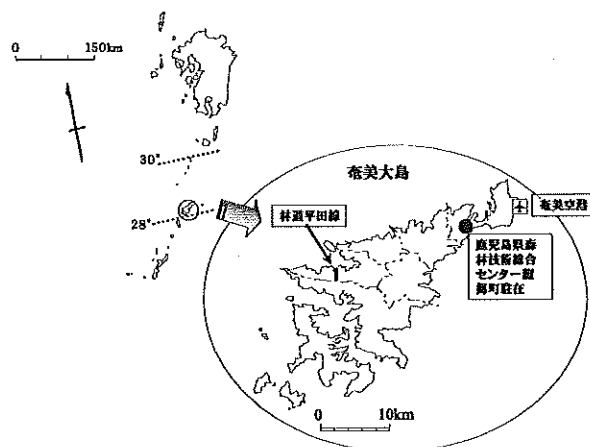 0 150km
30°
28°
奄美大島
林道平田線
奄美空港
鹿児島県森
林技術総合
センター龍
郷町駐在
0 10km